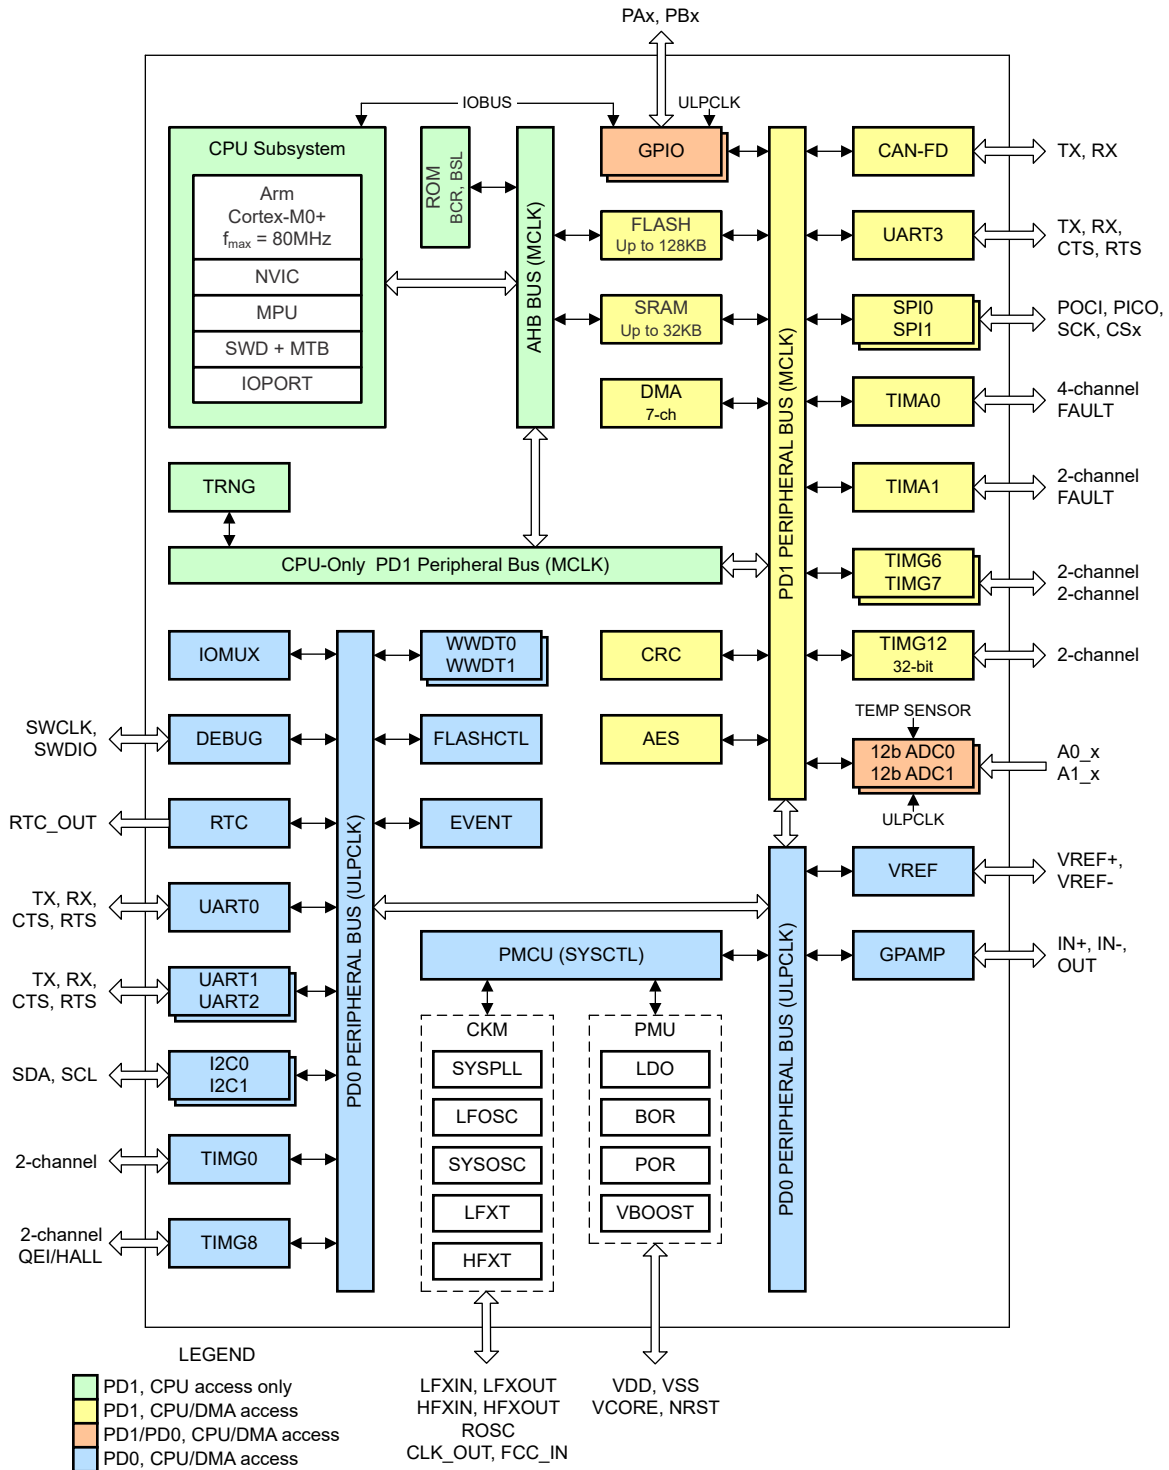 PAx, PBx
IOBUS
ULPCLK
CPU Subsystem
Arm
Cortex-M0+
fmax = 80MHz
NVIC
MPU
SWD + MTB
IOPORT
ROM
BCR, BSL
AHB BUS (MCLK)
GPIO
FLASH
Up to 128KB
SRAM
Up to 32KB
DMA
7-ch
PD1 PERIPHERAL BUS (MCLK)
CAN-FD
TX, RX
UART3
TX, RX,
CTS, RTS
SPI0
SPI1
POCI, PICO,
SCK, CSx
TIMA0
4-channel
FAULT
TIMA1
2-channel
FAULT
TRNG
CPU-Only PD1 Peripheral Bus (MCLK)
TIMG6
TIMG7
2-channel
2-channel
TIMG12
32-bit
2-channel
CRC
AES
TEMP SENSOR
12b ADC0
12b ADC1
A0_x
A1_x
ULPCLK
IOMUX
WWDT0
WWDT1
SWCLK,
SWDIO
DEBUG
FLASHCTL
RTC_OUT
RTC
EVENT
PD0 PERIPHERAL BUS (ULPCLK)
TX, RX,
CTS, RTS
UART0
TX, RX,
CTS, RTS
UART1
UART2
SDA, SCL
I2C0
I2C1
2-channel
TIMG0
2-channel
QEI/HALL
TIMG8
PMCU (SYSCTL)
CKM
SYSPLL
LFOSC
SYSOSC
LFXT
HFXT
PMU
LDO
BOR
POR
VBOOST
PD0 PERIPHERAL BUS (ULPCLK)
VREF
VREF+,
VREF-
GPAMP
IN+, IN-,
OUT
LEGEND
PD1, CPU access only
PD1, CPU/DMA access
PD1/PD0, CPU/DMA access
PD0, CPU/DMA access
LFXIN, LFXOUT
HFXIN, HFXOUT
ROSC
CLK_OUT, FCC_IN
VDD, VSS
VCORE, NRST